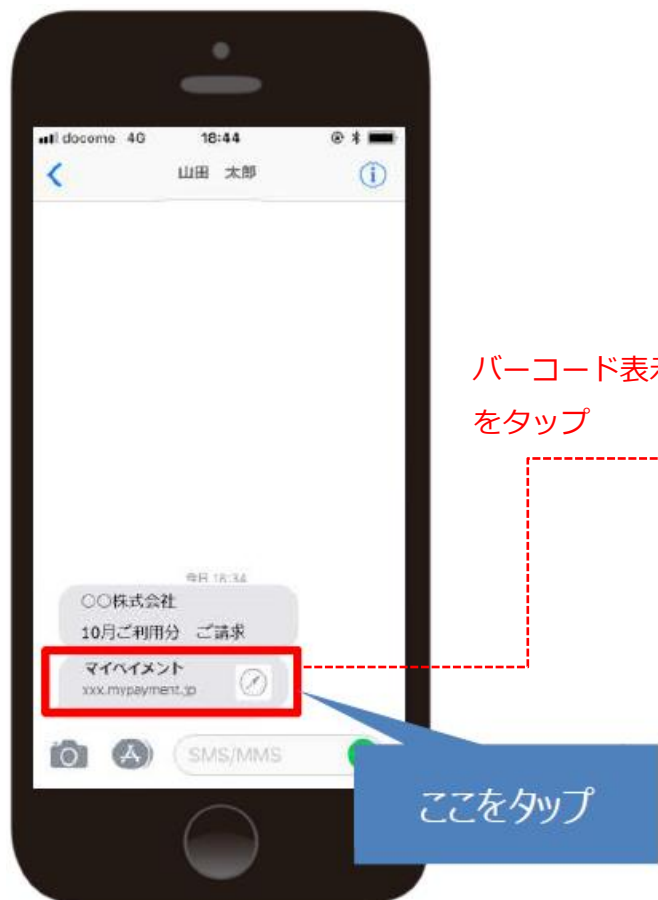 docomo 4G 18:44
山田 太郎
バーコード表示
をタップ
今日 18:34
○○株式会社
10月ご利用分 ご請求
マイペイメント
xxx.mypayment.jp
SMS/MMS
ここをタップ